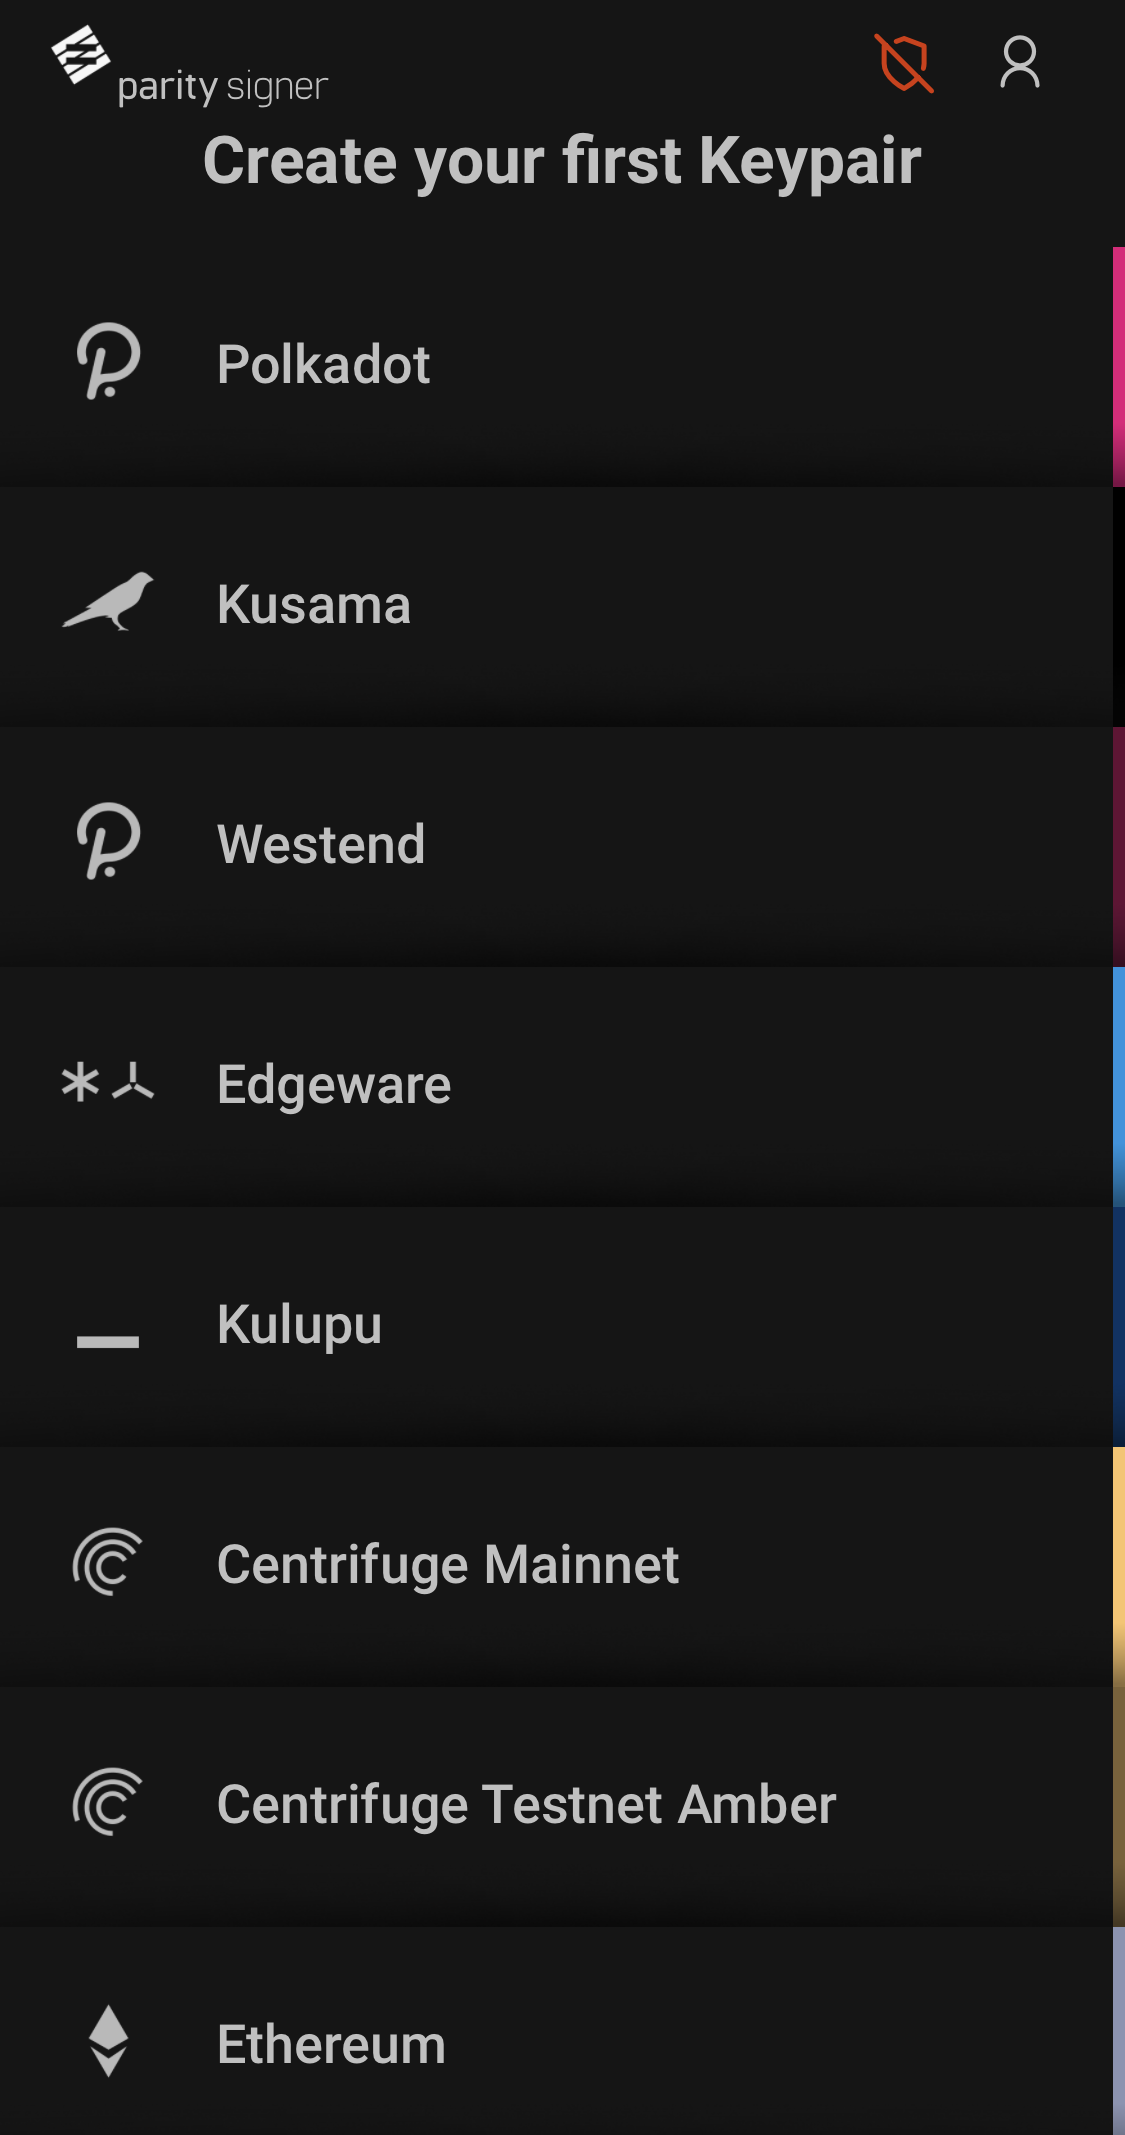 parity signer
Create your first Keypair
Polkadot
Kusama
Westend
Edgeware
Kulupu
Centrifuge Mainnet
Centrifuge Testnet Amber
Ethereum